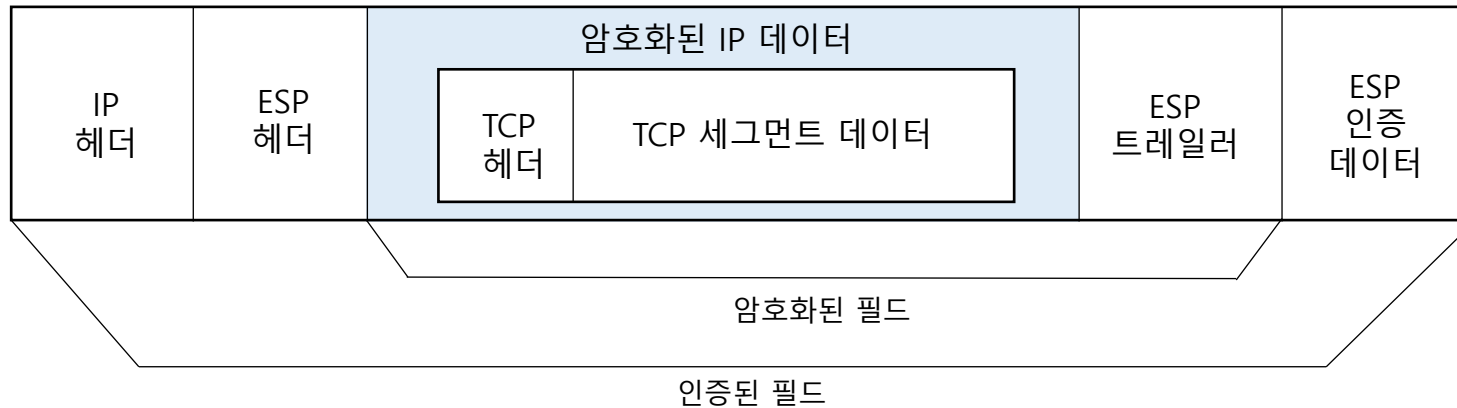 암호화된 IP 데이터
IP
헤더
ESP
헤더
TCP
헤더
TCP 세그먼트 데이터
ESP
트레일러
ESP
인증
데이터
암호화된 필드
인증된 필드